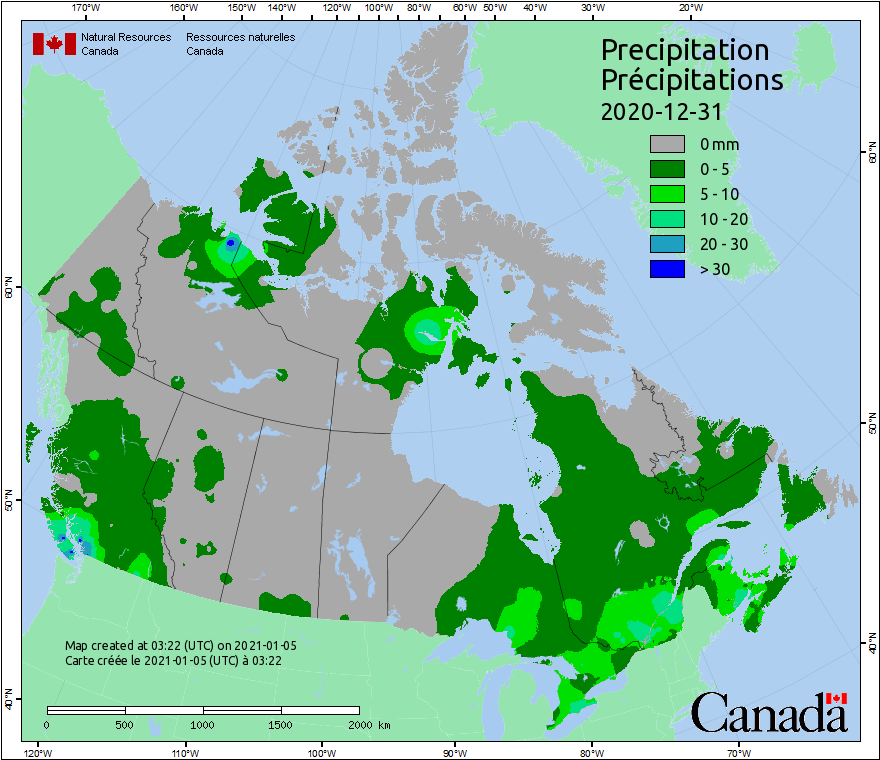 170°W 160°W 150°W 140°W 120°W 100°W 80°W 60°W 50°W 40°W 30°W 20°W
Natural Resources Canada
Ressources naturelles Canada
Precipitation
Précipitations
2020-12-31
0 mm
0 - 5
5 - 10
10 - 20
20 - 30
> 30
60°N
50°N
40°N
60°N
50°N
40°N
Map created at 03:22 (UTC) on 2021-01-05
Carte créée le 2021-01-05 (UTC) à 03:22
0 500 1000 1500 2000 km
Canada
120°W 110°W 100°W 90°W 80°W 70°W